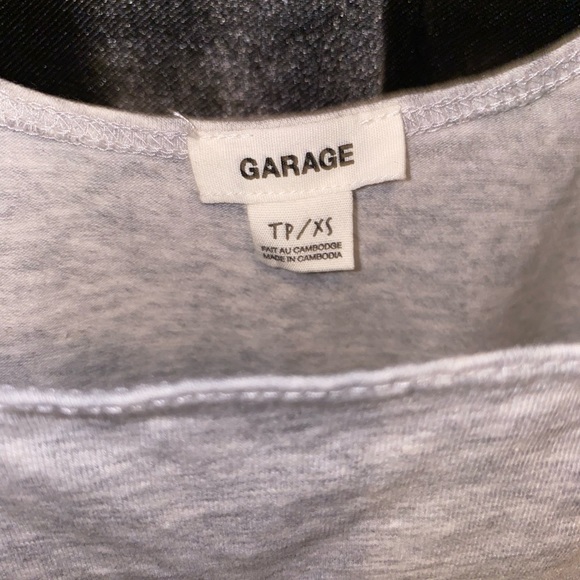 GARAGE
TP/XS
FAIT AU CAMBODGE
MADE IN CAMBODIA